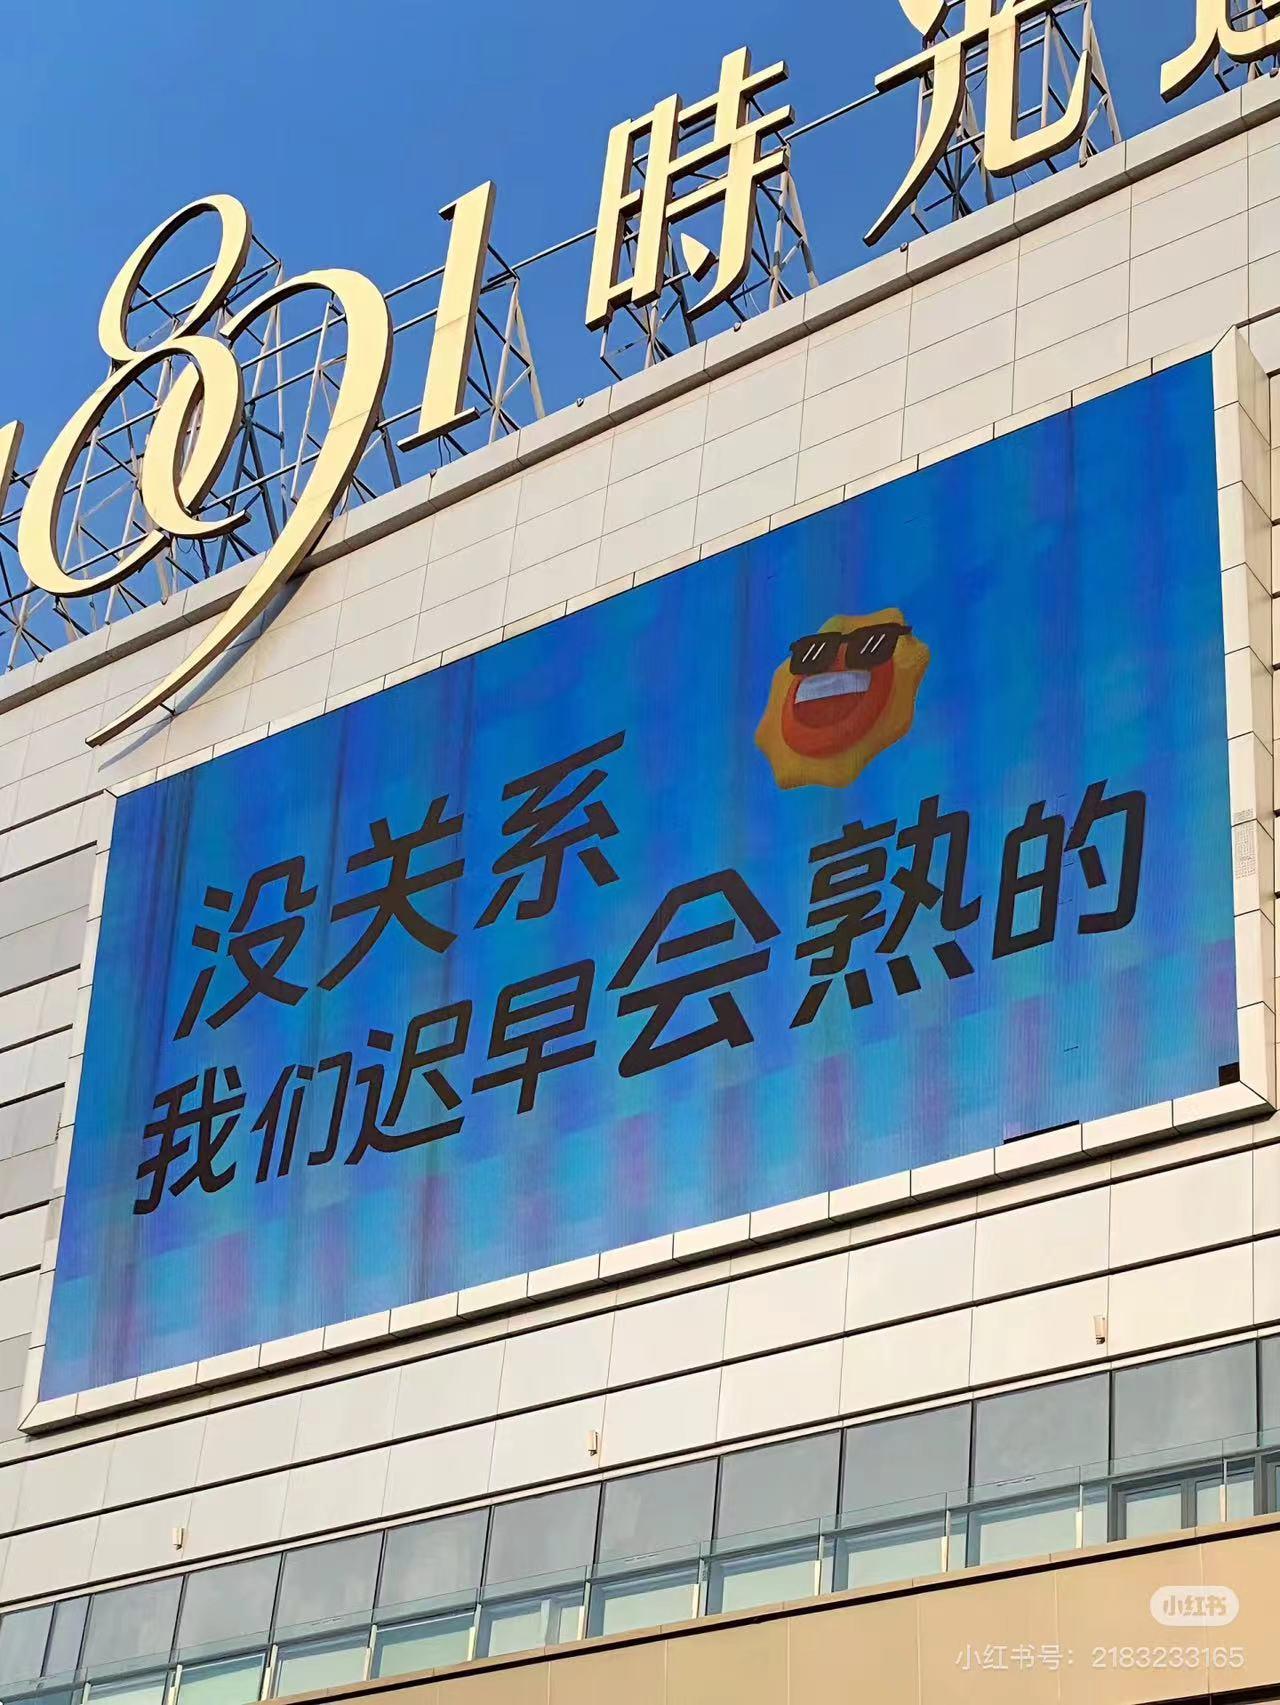 1891時光
没关系
我们迟早会熟的
小红书
小红书号：2183233165